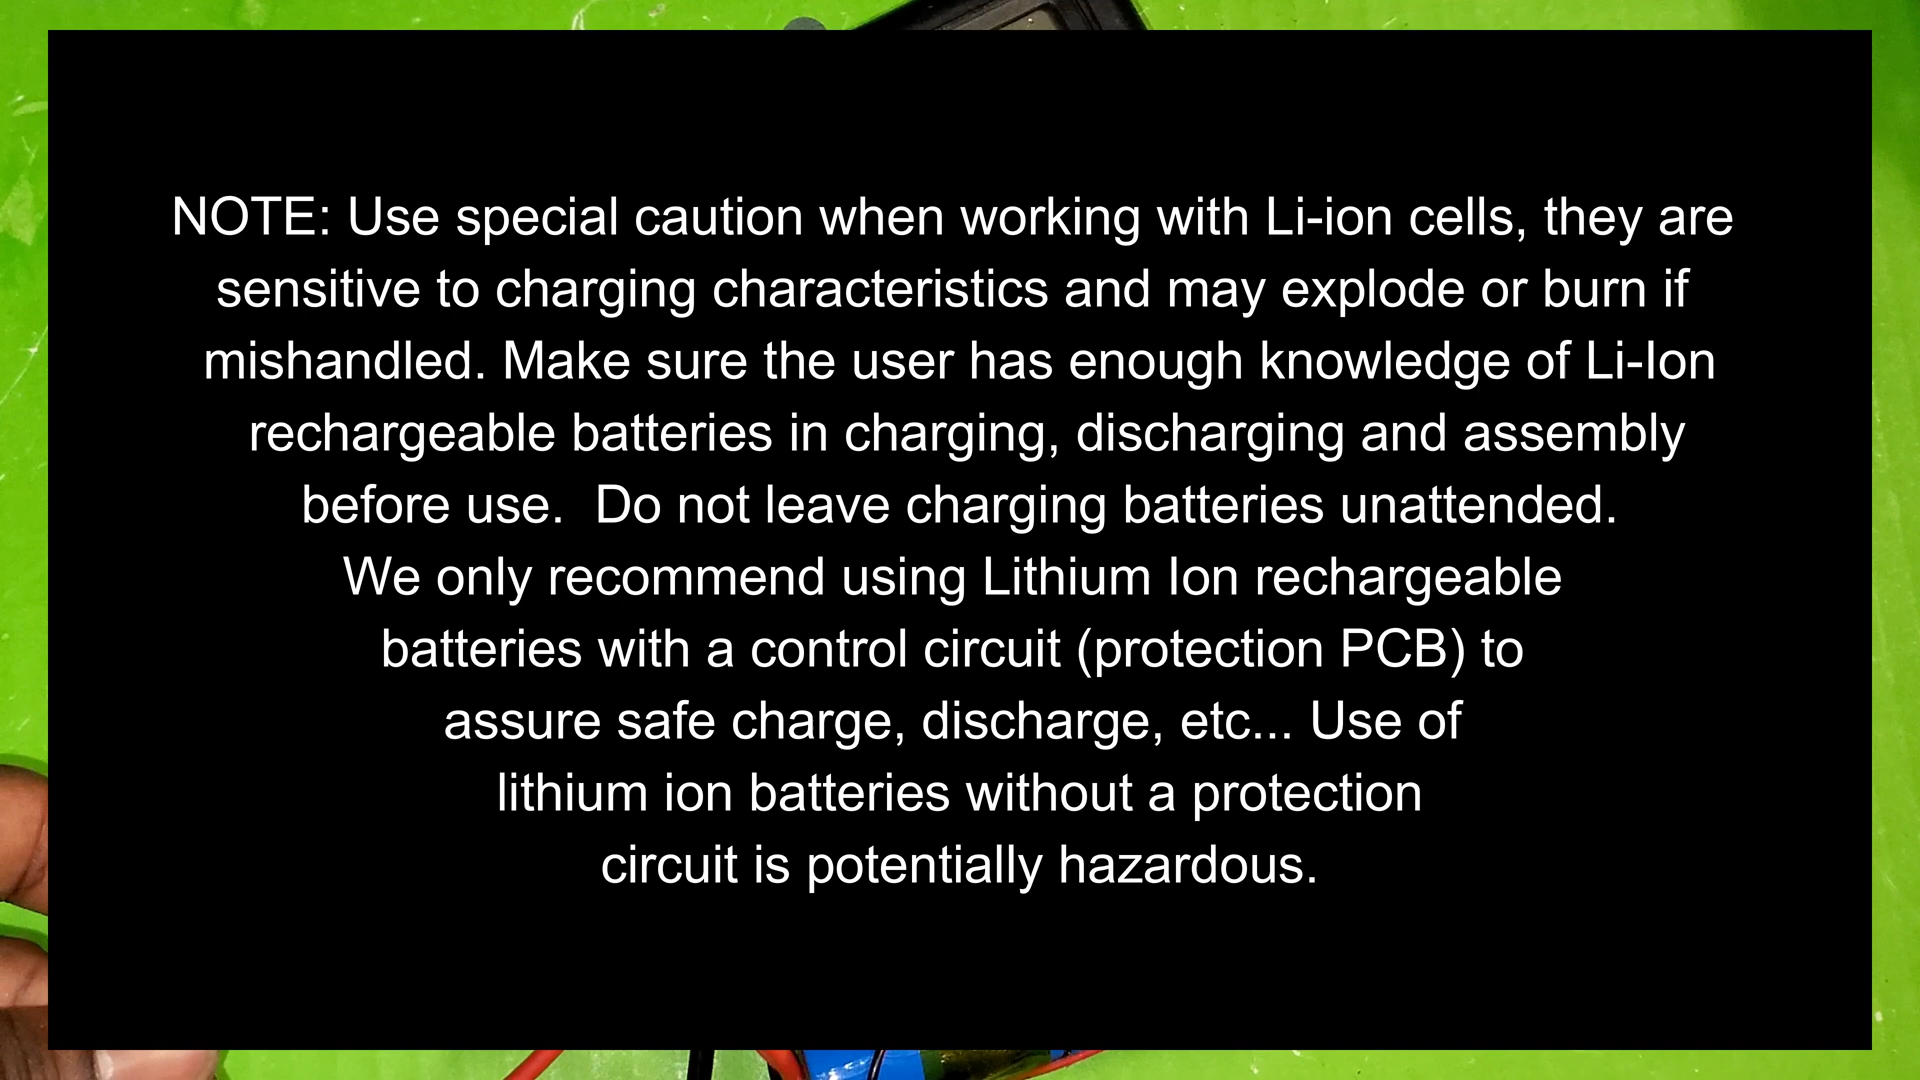 NOTE: Use special caution when working with Li-ion cells, they are
sensitive to charging characteristics and may explode or burn if
mishandled. Make sure the user has enough knowledge of Li-Ion
rechargeable batteries in charging, discharging and assembly
before use.  Do not leave charging batteries unattended.
We only recommend using Lithium Ion rechargeable
batteries with a control circuit (protection PCB) to
assure safe charge, discharge, etc... Use of
lithium ion batteries without a protection
circuit is potentially hazardous.